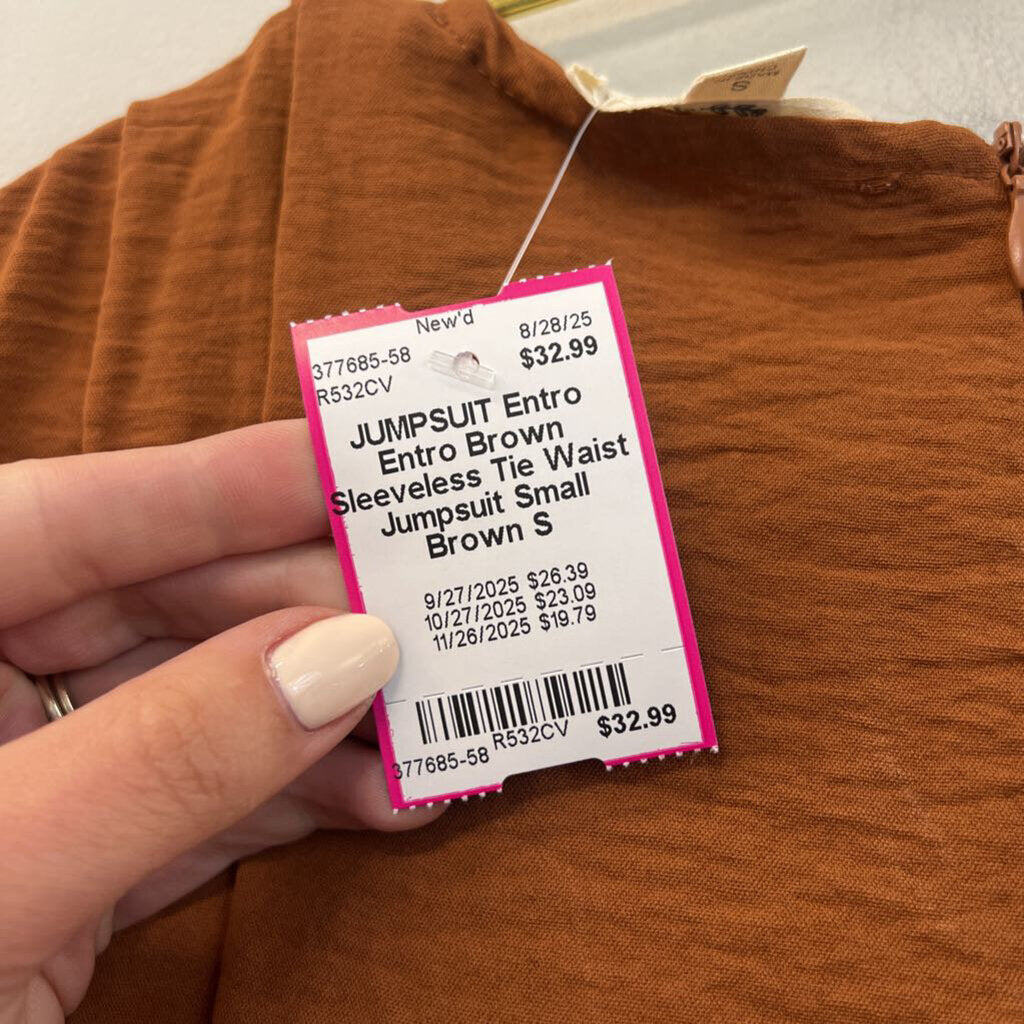 S
New'd
377685-58
8/28/25
R532CV
$32.99
JUMPSUIT Entro
Entro Brown
Sleeveless Tie Waist
Jumpsuit Small
Brown S
9/27/2025 $26.39
10/27/2025 $23.09
11/26/2025 $19.79
377685-58 R532CV $32.99